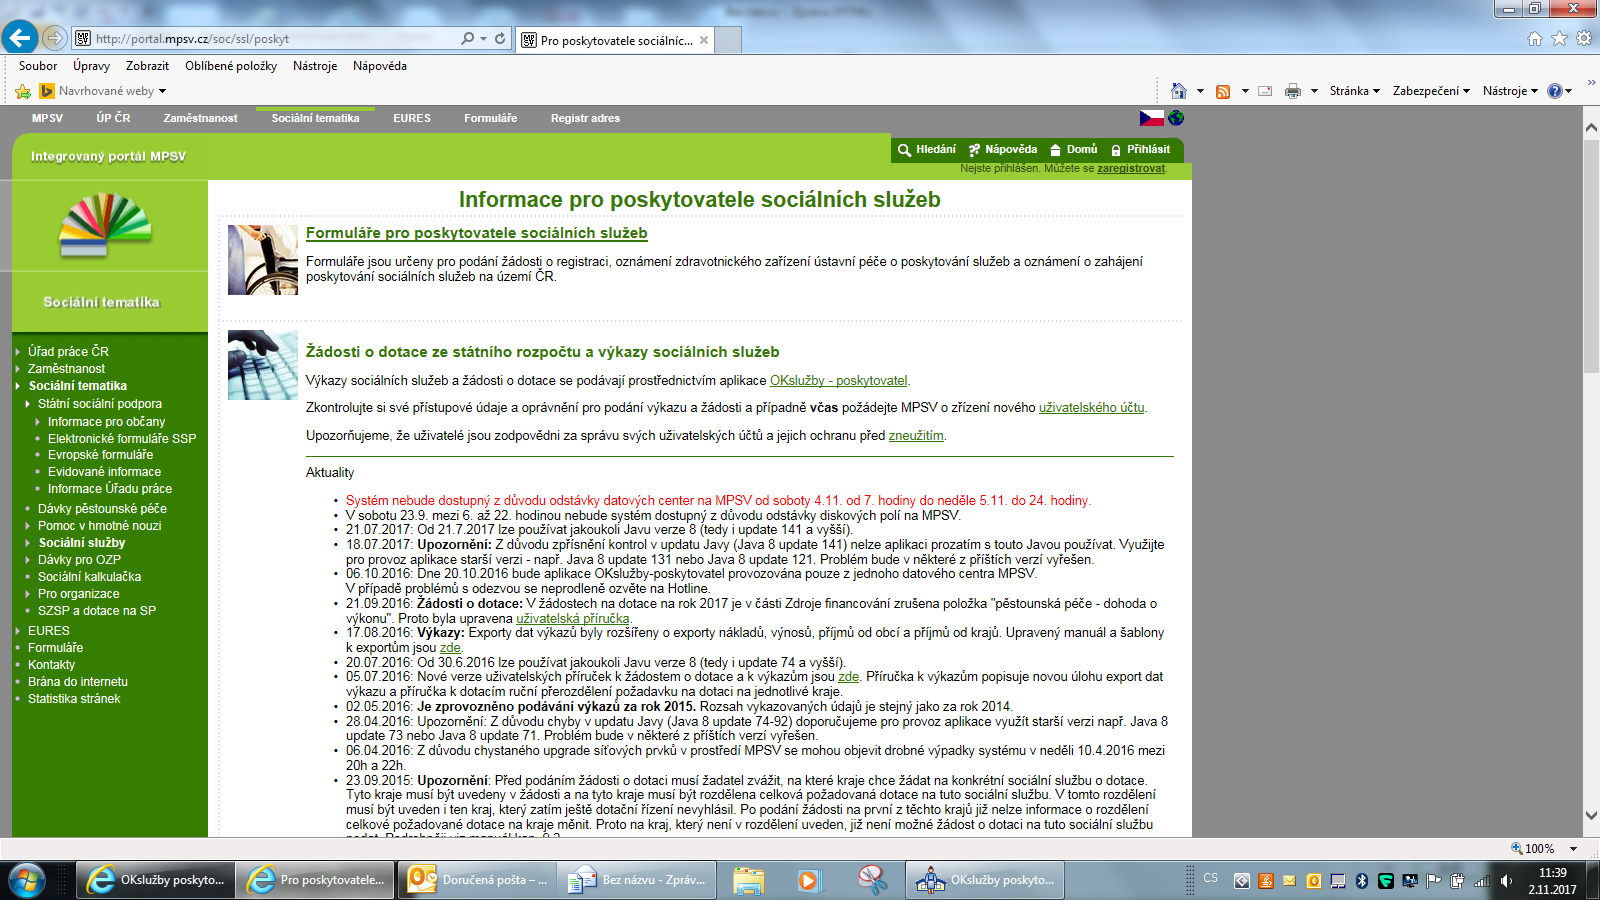 http://portal.mpsv.cz/soc/ssl/poskyt
Pro poskytovatele sociálníc...
Soubor Úpravy Zobrazit Oblíbené položky Nástroje Nápověda
Navrhované weby
Stránka Zabezpečení Nástroje
MPSV ÚP ČR Zaměstnanost Sociální tematika EURES Formuláře Registr adres
Integrovaný portál MPSV
Hledání Nápověda Domů Přihlásit
Nejste přihlášen. Můžete se zaregistrovat.
Sociální tematika
Úřad práce ČR
Zaměstnanost
Sociální tematika
Státní sociální podpora
Informace pro občany
Elektronické formuláře SSP
Evropské formuláře
Evidované informace
Informace Úřadu práce
Dávky pěstounské péče
Pomoc v hmotné nouzi
Sociální služby
Dávky pro OZP
Sociální kalkulačka
Pro organizace
SZSP a dotace na SP
EURES
Formuláře
Kontakty
Brána do internetu
Statistika stránek
Informace pro poskytovatele sociálních služeb
Formuláře pro poskytovatele sociálních služeb
Formuláře jsou určeny pro podání žádosti o registraci, oznámení zdravotnického zařízení ústavní péče o poskytování služeb a oznámení o zahájení
poskytování sociálních služeb na území ČR.
Žádosti o dotace ze státního rozpočtu a výkazy sociálních služeb
Výkazy sociálních služeb a žádosti o dotace se podávají prostřednictvím aplikace OKslužby - poskytovatel.
Zkontrolujte si své přístupové údaje a oprávnění pro podání výkazu a žádosti a případně včas požádejte MPSV o zřízení nového uživatelského účtu.
Upozorňujeme, že uživatelé jsou zodpovědni za správu svých uživatelských účtů a jejich ochranu před zneužitím.
Aktuality
• Systém nebude dostupný z důvodu odstávky datových center na MPSV od soboty 4.11. od 7. hodiny do neděle 5.11. do 24. hodiny.
• V sobotu 23.9. mezi 6. až 22. hodinou nebude systém dostupný z důvodu odstávky diskových polí na MPSV.
• 21.07.2017: Od 21.7.2017 lze používat jakoukoli Javu verze 8 (tedy i update 141 a vyšší).
• 18.07.2017: Upozornění: Z důvodu zpřísnění kontrol v updatu Javy (Java 8 update 141) nelze aplikaci prozatím s touto Javou používat. Využijte
pro provoz aplikace starší verzi - např. Java 8 update 131 nebo Java 8 update 121. Problém bude v některé z příštích verzí vyřešen.
• 06.10.2016: Dne 20.10.2016 bude aplikace OKslužby-poskytovatel provozována pouze z jednoho datového centra MPSV.
V případě problémů s odezvou se neprodleně ozvěte na Hotline.
• 21.09.2016: Žádosti o dotace: V žádostech na dotace na rok 2017 je v části Zdroje financování zrušena položka "pěstounská péče - dohoda o
výkonu". Proto byla upravena uživatelská příručka.
• 17.08.2016: Výkazy: Exporty dat výkazů byly rozšířeny o exporty nákladů, výnosů, příjmů od obcí a příjmů od krajů. Upravený manuál a šablony
k exportům jsou zde.
• 20.07.2016: Od 30.6.2016 lze používat jakoukoli Javu verze 8 (tedy i update 74 a vyšší).
• 05.07.2016: Nové verze uživatelských příruček k žádostem o dotace a k výkazům jsou zde. Příručka k výkazům popisuje novou úlohu export dat
výkazu a příručka k dotacím ruční přerozdělení požadavku na dotaci na jednotlivé kraje.
• 02.05.2016: Je zprovozněno podávání výkazů za rok 2015. Rozsah vykazovaných údajů je stejný jako za rok 2014.
• 28.04.2016: Upozornění: Z důvodu chyby v updatu Javy (Java 8 update 74-92) doporučujeme pro provoz aplikace využít starší verzi např. Java 8
update 73 nebo Java 8 update 71. Problém bude v některé z příštích verzí vyřešen.
• 06.04.2016: Z důvodu chystaného upgrade síťových prvků v prostředí MPSV se mohou objevit drobné výpadky systému v neděli 10.4.2016 mezi
20h a 22h.
• 23.09.2015: Upozornění: Před podáním žádosti o dotaci musí žadatel zvážit, na které kraje chce žádat na konkrétní sociální službu o dotace.
Tyto kraje musí být uvedeny v žádosti a na tyto kraje musí být rozdělena celková požadovaná dotace na tuto sociální službu. V tomto rozdělení
musí být uveden i ten kraj, který zatím ještě dotační řízení nevyhlásil. Po podání žádosti na první z těchto krajů již nelze informace o rozdělení
celkové požadované dotace na kraje měnit. Proto na kraj, který není v rozdělení uveden, již není možné žádost o dotaci na tuto sociální službu
100%
OKslužby poskyto...
Pro poskytovatele...
Doručená pošta – ...
Bez názvu - Zpráv...
OKslužby poskyto...
CS
11:39
2.11.2017